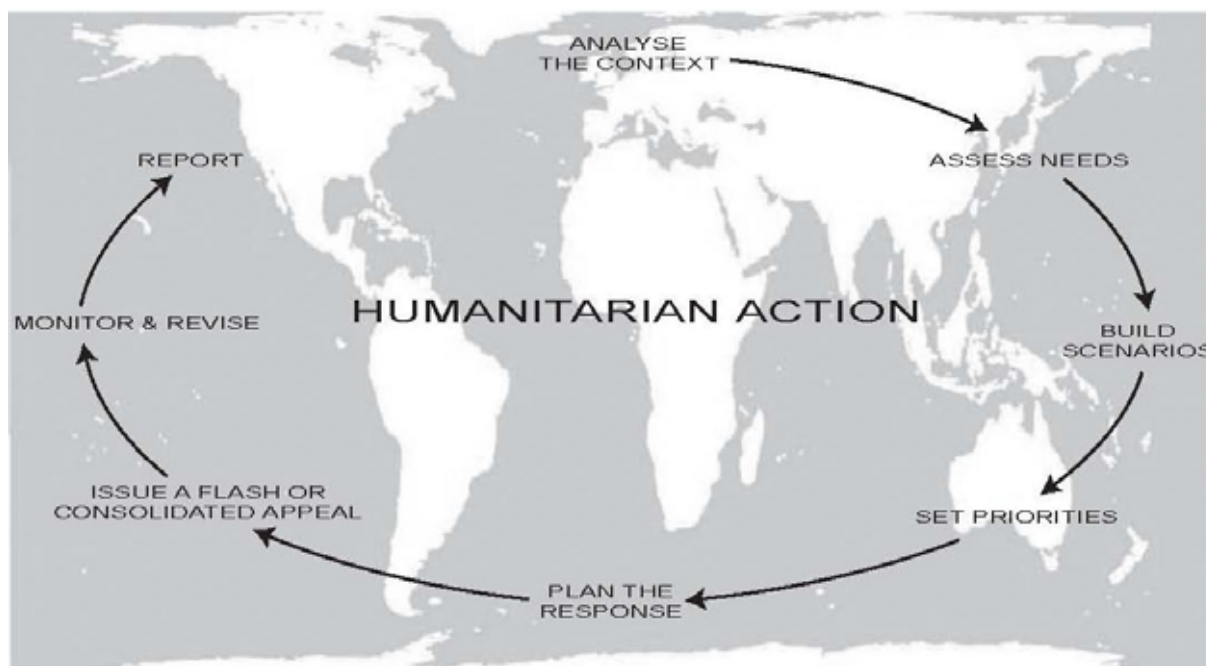 ANALYSE
THE CONTEXT
ASSESS NEEDS
BUILD
SCENARIOS
SET PRIORITIES
PLAN THE
RESPONSE
ISSUE A FLASH OR
CONSOLIDATED APPEAL
MONITOR & REVISE
REPORT
HUMANITARIAN ACTION